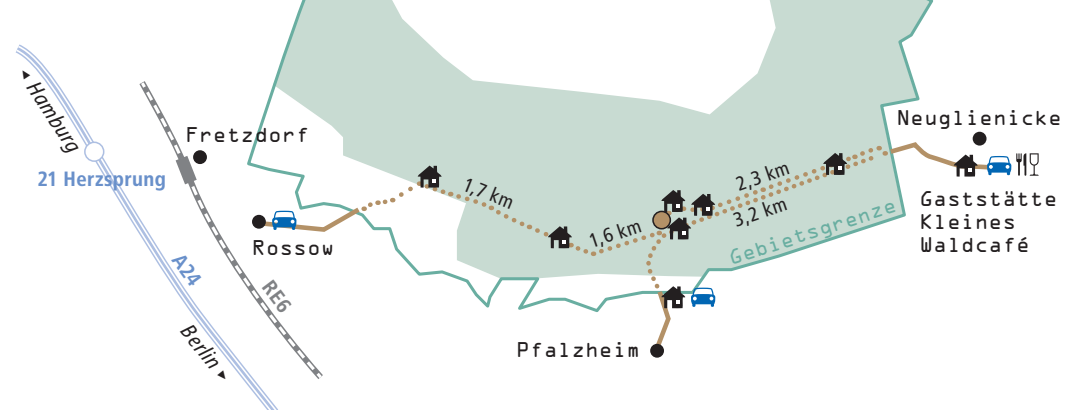 Hamburg
21 Herzsprung
Fretzdorf
Rossow
A24
RE6
Berlin
1,7 km
1,6 km
2,3 km
3,2 km
Gebietsgrenze
Pfalzheim
Neuglienicke
Gaststätte
Kleines
Waldcafé